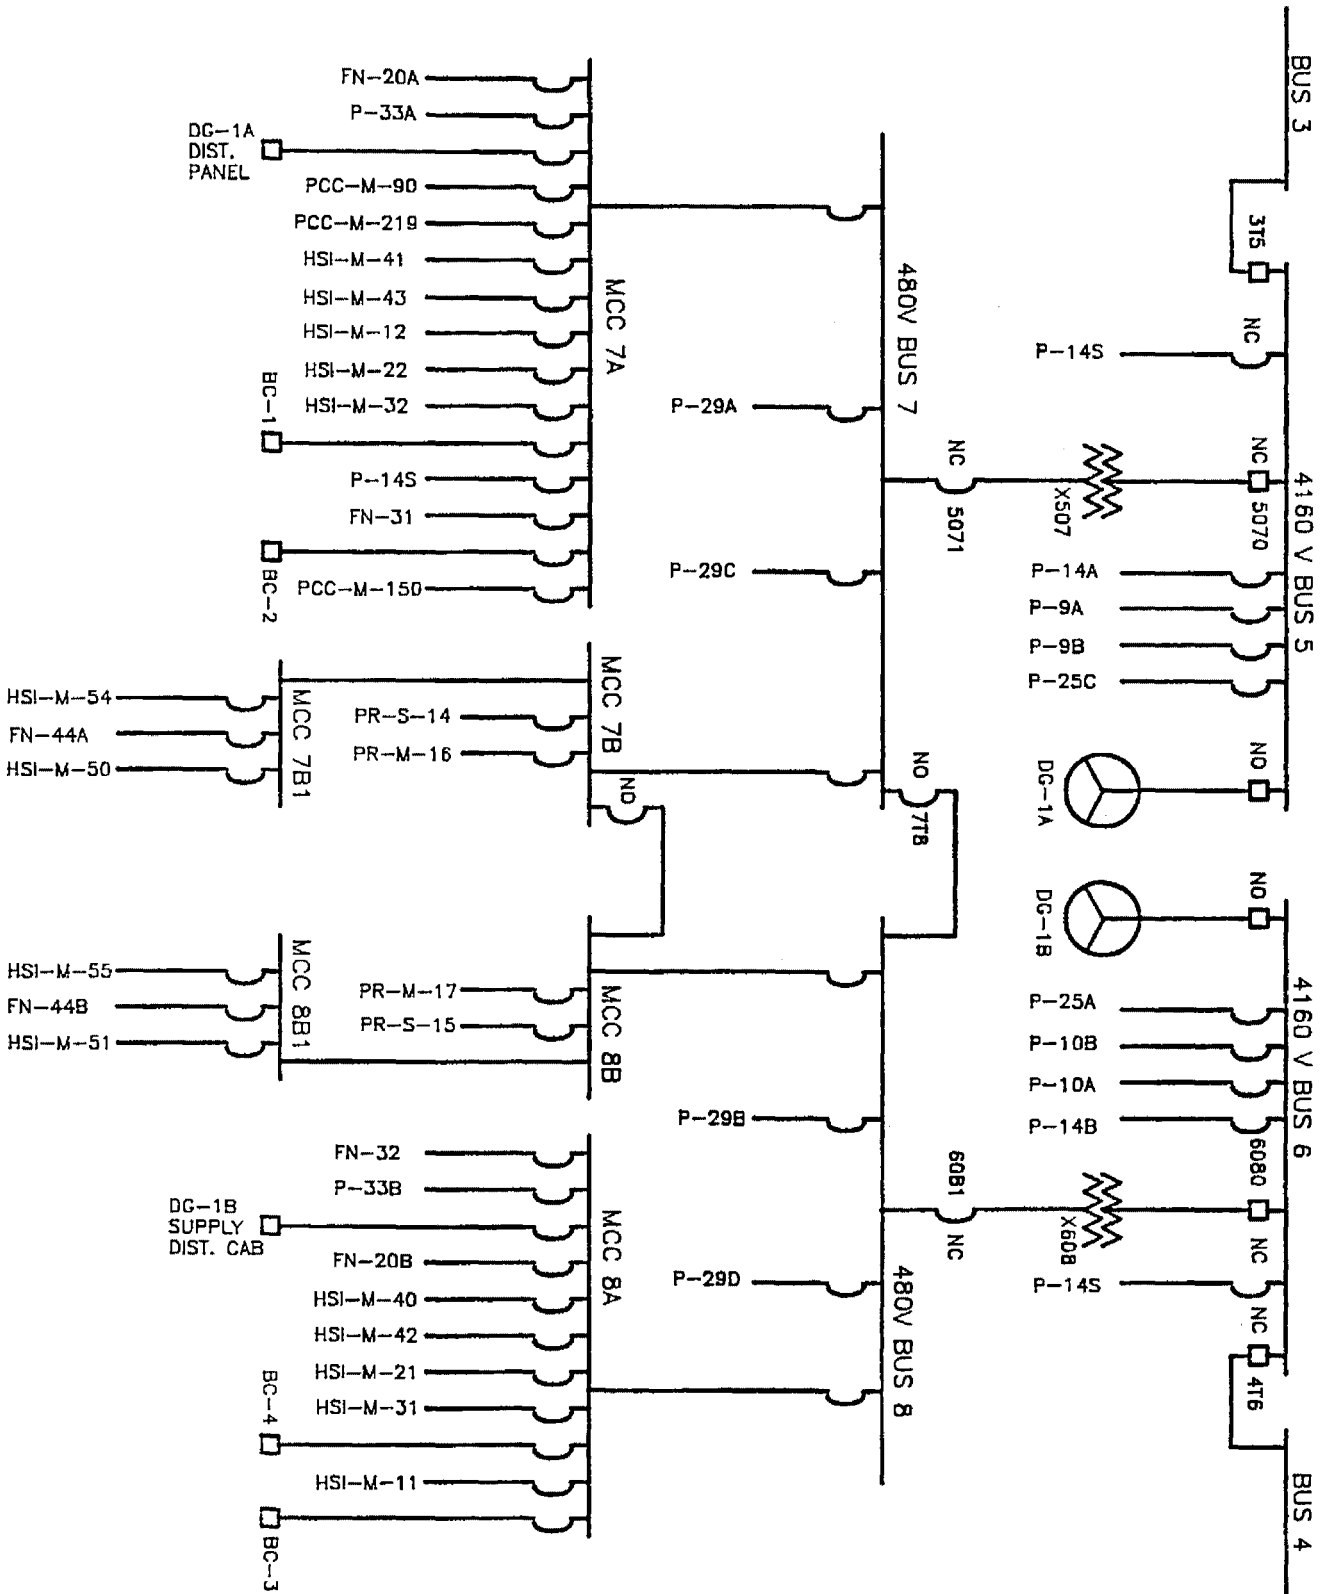 BUS 3
3T5
NC
P-14S
4160 V BUS 5
NC
5070
X507
NC
5071
P-14A
P-9A
P-9B
P-25C
NO
DG-1A
NO
DG-1B
4160 V BUS 6
P-25A
P-10B
P-10A
P-14B
6080
NC
X608
60B1
NC
P-14S
NC
4T6
BUS 4
480V BUS 7
P-29A
P-29C
NO
7T8
P-29B
P-29D
480V BUS 8
MCC 7A
FN-20A
P-33A
DG-1A
DIST.
PANEL
PCC-M-90
PCC-M-219
HSI-M-41
HSI-M-43
HSI-M-12
HSI-M-22
HSI-M-32
BC-1
P-14S
FN-31
BC-2
PCC-M-150
MCC 7B
PR-S-14
PR-M-16
NO
MCC 7B1
HSI-M-54
FN-44A
HSI-M-50
MCC 8B1
HSI-M-55
FN-44B
HSI-M-51
MCC 8B
PR-M-17
PR-S-15
MCC 8A
FN-32
P-33B
DG-1B
SUPPLY
DIST. CAB
FN-20B
HSI-M-40
HSI-M-42
HSI-M-21
HSI-M-31
BC-4
HSI-M-11
BC-3